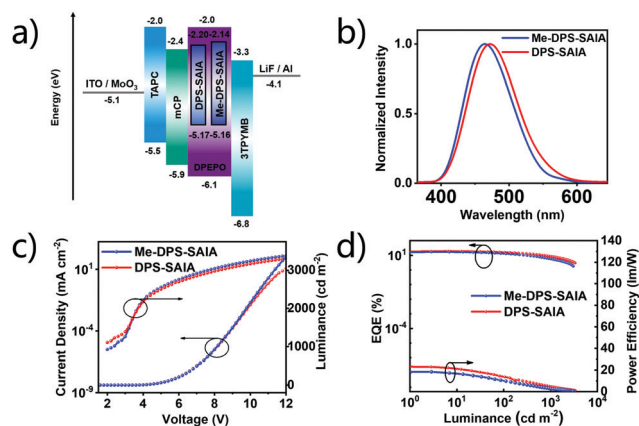 a)
Energy (eV)
ITO / MoO3
-5.1
-2.0
TAPC
-5.5
-2.4
mCP
-5.9
-2.0
-2.20 -2.14
DPS-SAIA
Me-DPS-SAIA
-5.17 -5.16
DPEPO
-6.1
-3.3
3TPYMB
-6.8
LiF / Al
-4.1
b)
Normalized Intensity
1.0
0.5
0.0
Me-DPS-SAIA
DPS-SAIA
400 500 600
Wavelength (nm)
c)
Current Density (mA cm-2)
10^1
10^-4
10^-9
Me-DPS-SAIA
DPS-SAIA
3000
2000
1000
0
Luminance (cd m-2)
2 4 6 8 10 12
Voltage (V)
d)
EQE (%)
10^1
10^-4
Me-DPS-SAIA
DPS-SAIA
140
120
100
80
60
40
20
0
Power Efficiency (lm/W)
10^0 10^1 10^2 10^3 10^4
Luminance (cd m-2)